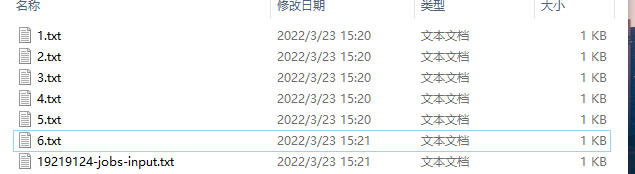 名称 修改日期 类型 大小
1.txt 2022/3/23 15:20 文本文档 1 KB
2.txt 2022/3/23 15:20 文本文档 1 KB
3.txt 2022/3/23 15:20 文本文档 1 KB
4.txt 2022/3/23 15:20 文本文档 1 KB
5.txt 2022/3/23 15:20 文本文档 1 KB
6.txt 2022/3/23 15:21 文本文档 1 KB
19219124-jobs-input.txt 2022/3/23 15:21 文本文档 1 KB